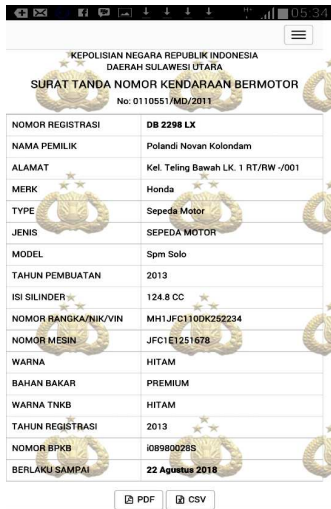 05:34
KEPOLISIAN NEGARA REPUBLIK INDONESIA
DAERAH SULAWESI UTARA
SURAT TANDA NOMOR KENDARAAN BERMOTOR
No: 0110551/MD/2011
NOMOR REGISTRASI DB 2298 LX
NAMA PEMILIK Polandi Novan Kolondam
ALAMAT Kel. Teling Bawah LK. 1 RT/RW -/001
MERK Honda
TYPE Sepeda Motor
JENIS SEPEDA MOTOR
MODEL Spm Solo
TAHUN PEMBUATAN 2013
ISI SILINDER 124.8 CC
NOMOR RANGKA/NIK/VIN MH1JFC110DK252234
NOMOR MESIN JFC1E1251678
WARNA HITAM
BAHAN BAKAR PREMIUM
WARNA TNKB HITAM
TAHUN REGISTRASI 2013
NOMOR BPKB i08980028S
BERLAKU SAMPAI 22 Agustus 2018
PDF CSV